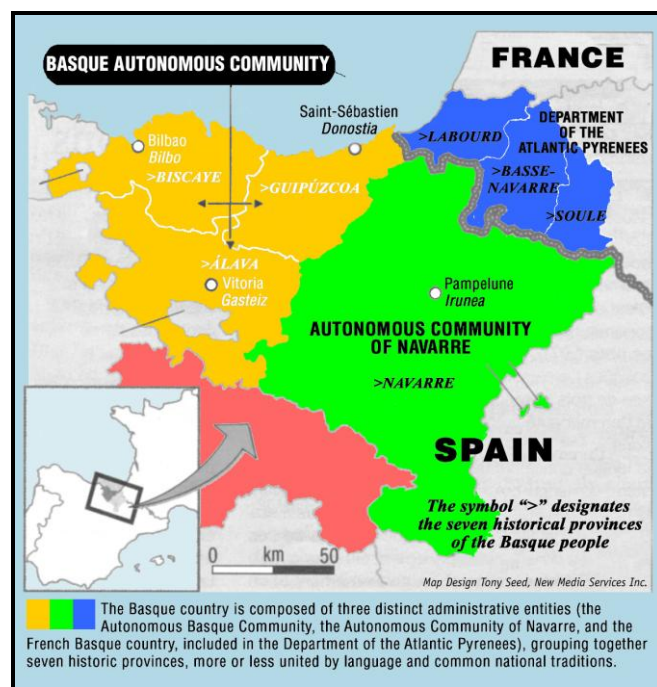 BASQUE AUTONOMOUS COMMUNITY
FRANCE
Saint-Sébastien
Donostia
>LABOURD
DEPARTMENT
OF THE
ATLANTIC PYRENEES
Bilbao
Bilbo
>BISCAYE
>GUIPÚZCOA
>BASSE-
NAVARRE
>SOULE
>ÁLAVA
Vitoria
Gasteiz
Pampelune
Irunea
AUTONOMOUS COMMUNITY
OF NAVARRE
>NAVARRE
SPAIN
The symbol “>” designates
the seven historical provinces
of the Basque people
0 km 50
Map Design Tony Seed, New Media Services Inc.
The Basque country is composed of three distinct administrative entities (the
Autonomous Basque Community, the Autonomous Community of Navarre, and the
French Basque country, included in the Department of the Atlantic Pyrenees), grouping together
seven historic provinces, more or less united by language and common national traditions.